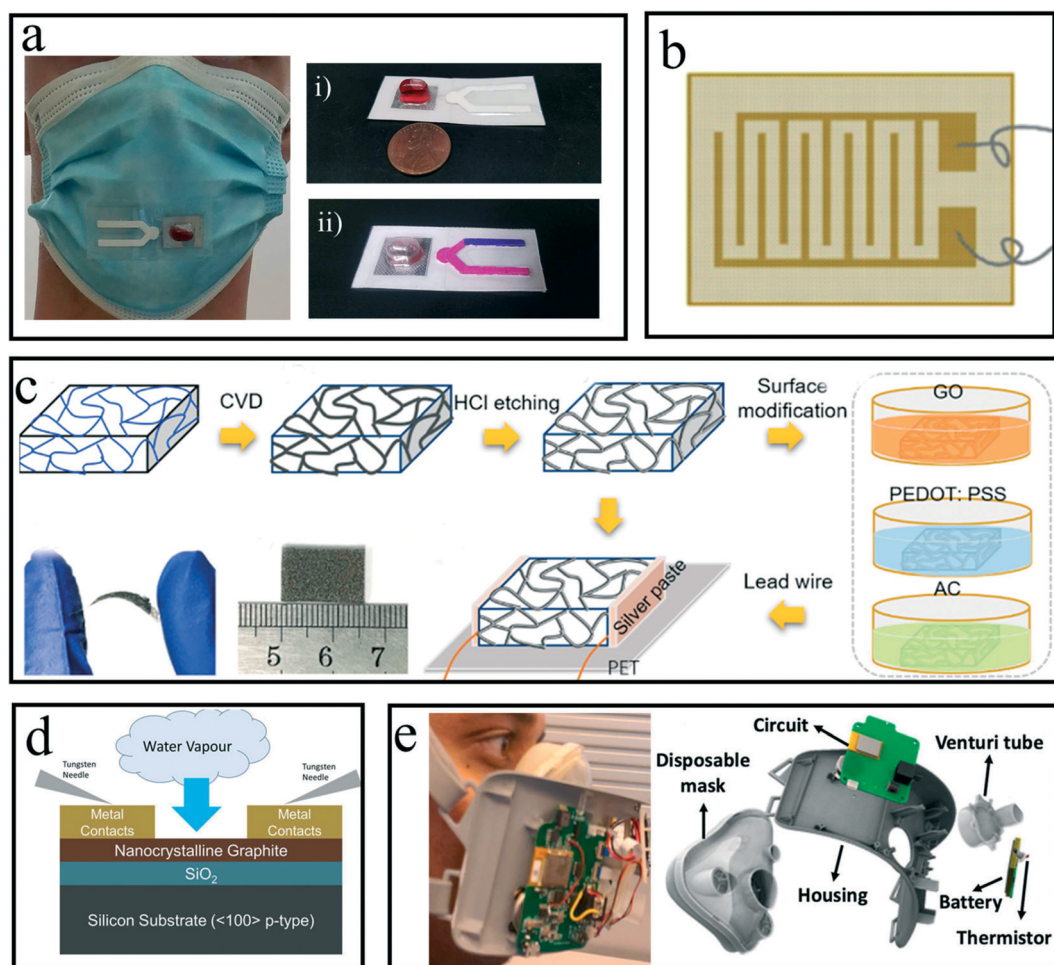 a
i)
ii)
b
c
CVD
HCl etching
Surface
modification
GO
PEDOT: PSS
AC
Lead wire
Silver paste
PET
5 6 7
d
Water Vapour
Tungsten
Needle
Tungsten
Needle
Metal
Contacts
Metal
Contacts
Nanocrystalline Graphite
SiO₂
Silicon Substrate (<100> p-type)
e
Circuit
Disposable
mask
Venturi tube
Housing
Battery
Thermistor